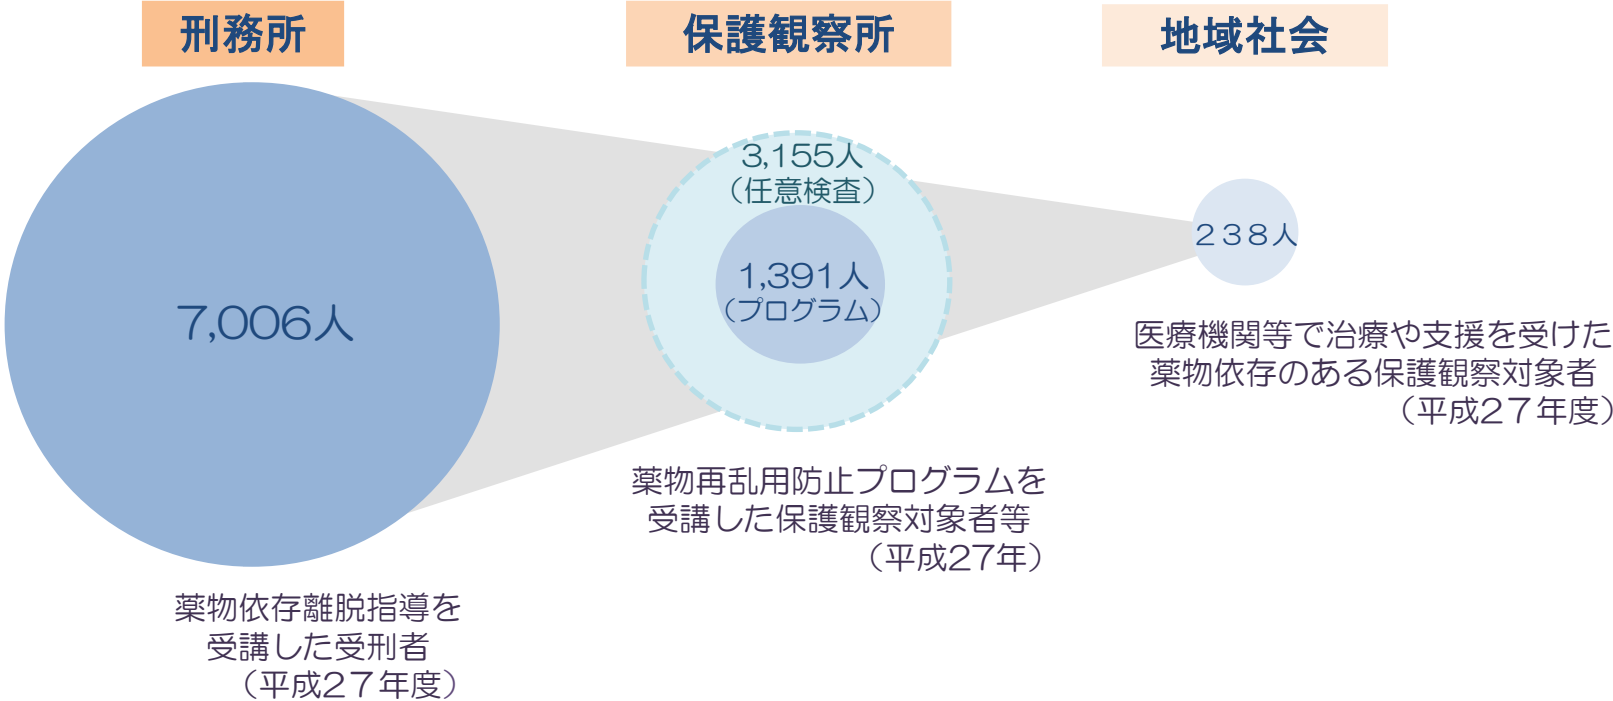 刑務所
保護観察所
地域社会
7,006人
3,155人
（任意検査）
1,391人
（プログラム）
２３８人
薬物依存離脱指導を
受講した受刑者
（平成２７年度）
薬物再乱用防止プログラムを
受講した保護観察対象者等
（平成27年）
医療機関等で治療や支援を受けた
薬物依存のある保護観察対象者
（平成２７年度）